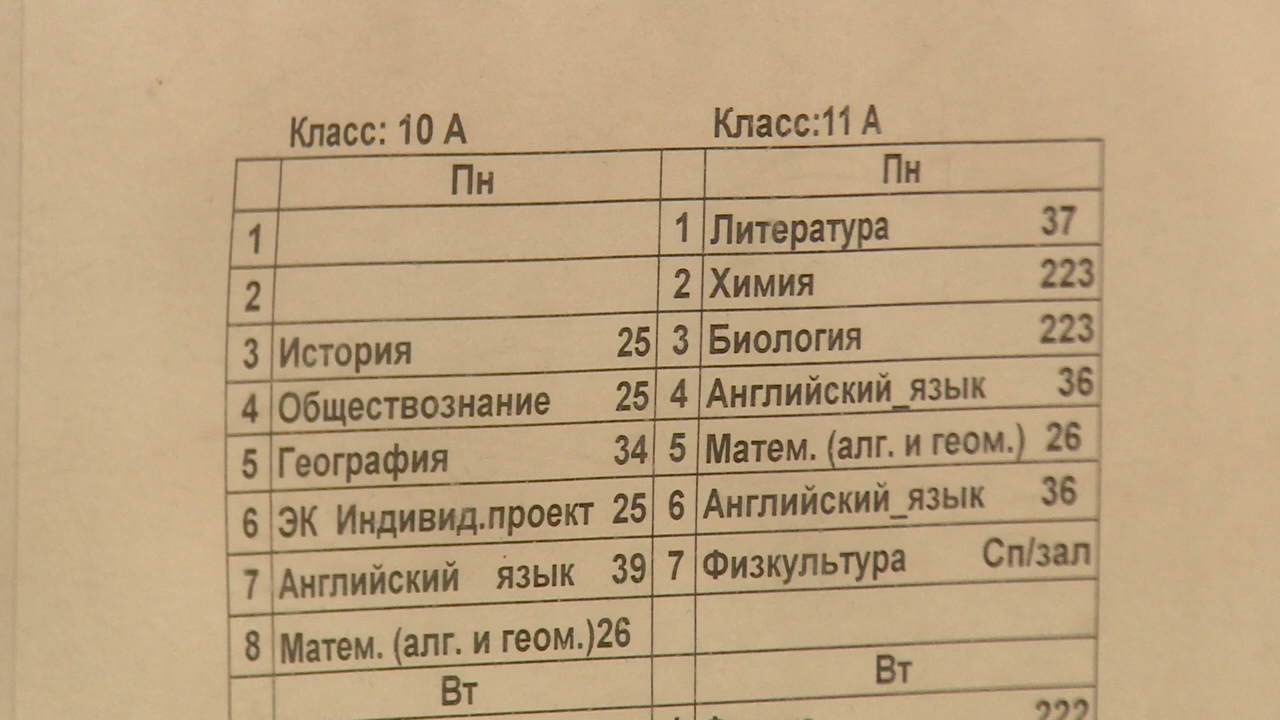 Класс: 10 А Класс:11 А
Пн Пн
1 1 Литература 37
2 2 Химия 223
3 История 25 3 Биология 223
4 Обществознание 25 4 Английский_язык 36
5 География 34 5 Матем. (алг. и геом.) 26
6 ЭК Индивид.проект 25 6 Английский_язык 36
7 Английский язык 39 7 Физкультура Сп/зал
8 Матем. (алг. и геом.)26
Вт Вт
222